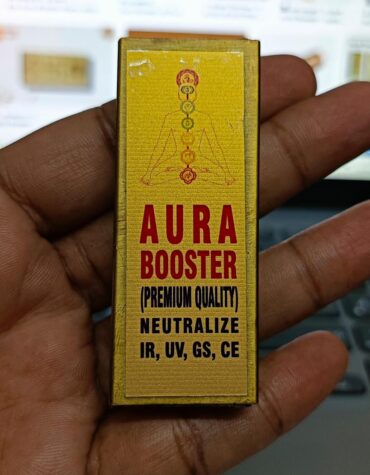 AURA
BOOSTER
(PREMIUM QUALITY)
NEUTRALIZE
IR, UV, GS, CE